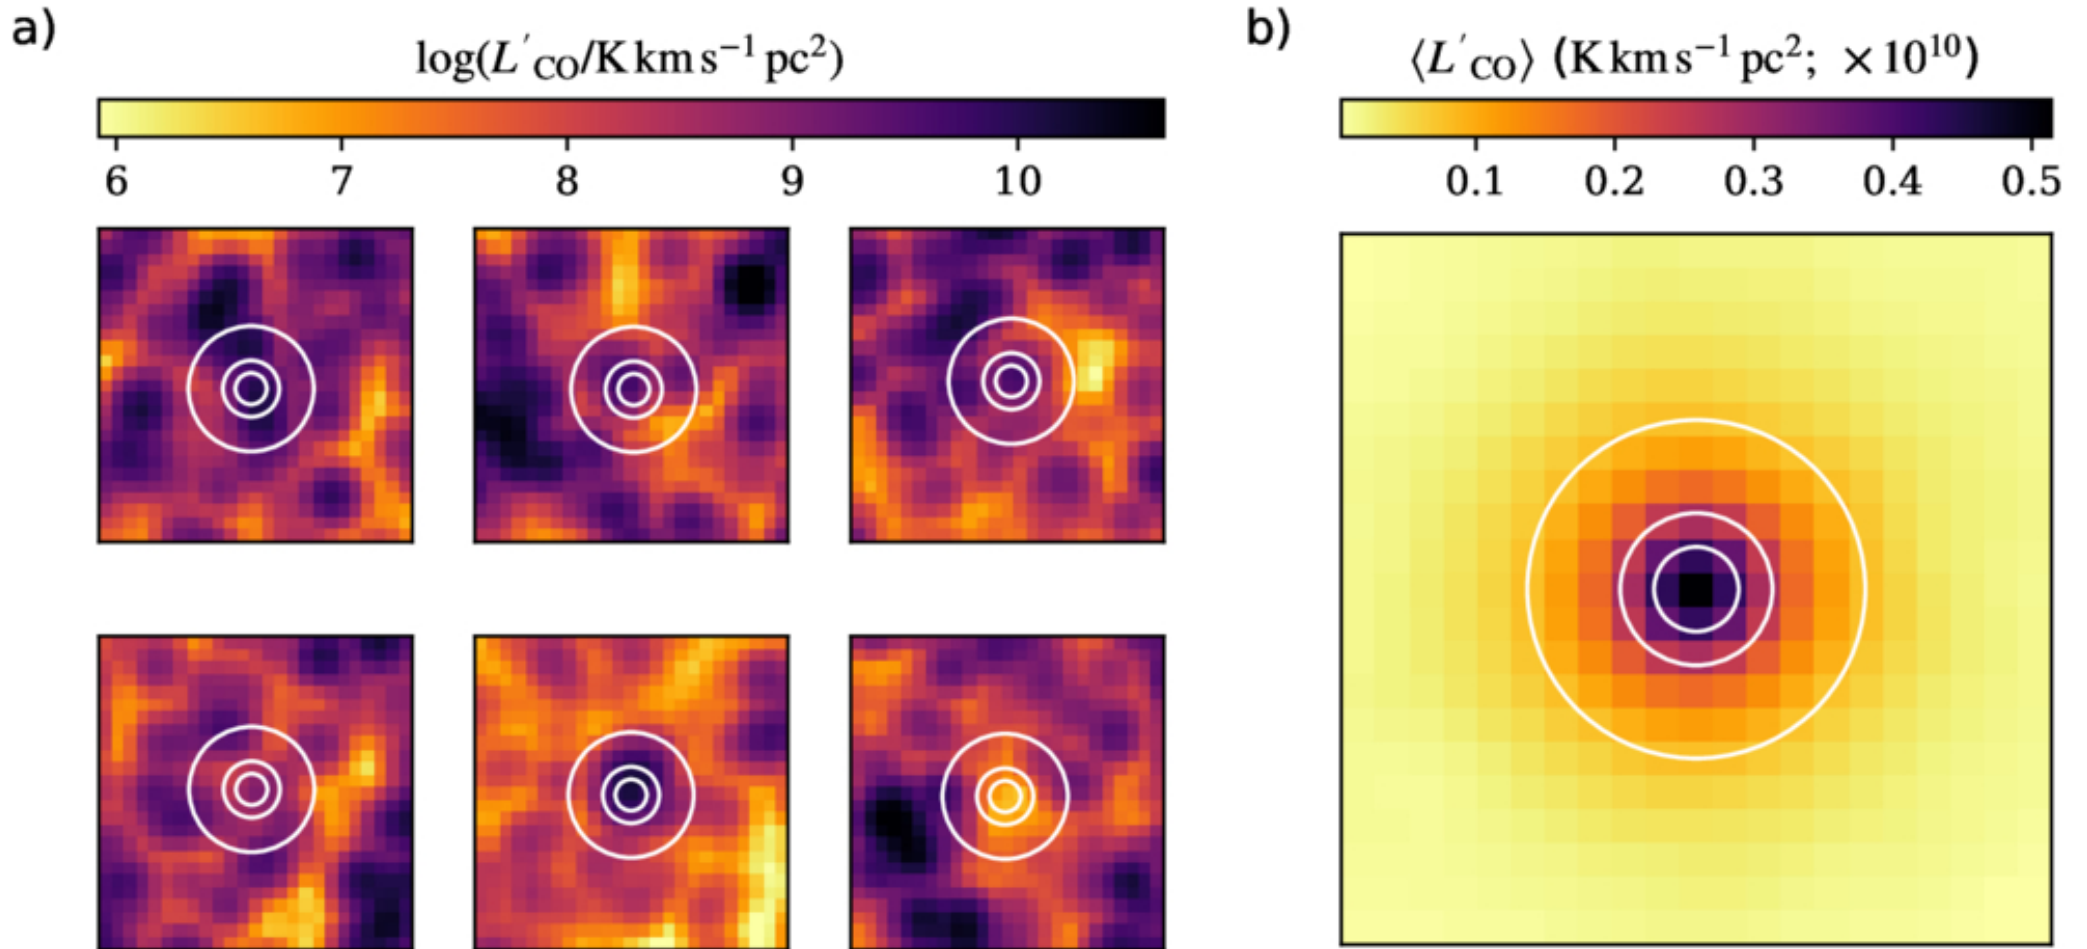 a)
log(L′CO/K km s⁻¹ pc²)
6 7 8 9 10
b)
⟨L′CO⟩ (K km s⁻¹ pc²; ×10¹⁰)
0.1 0.2 0.3 0.4 0.5